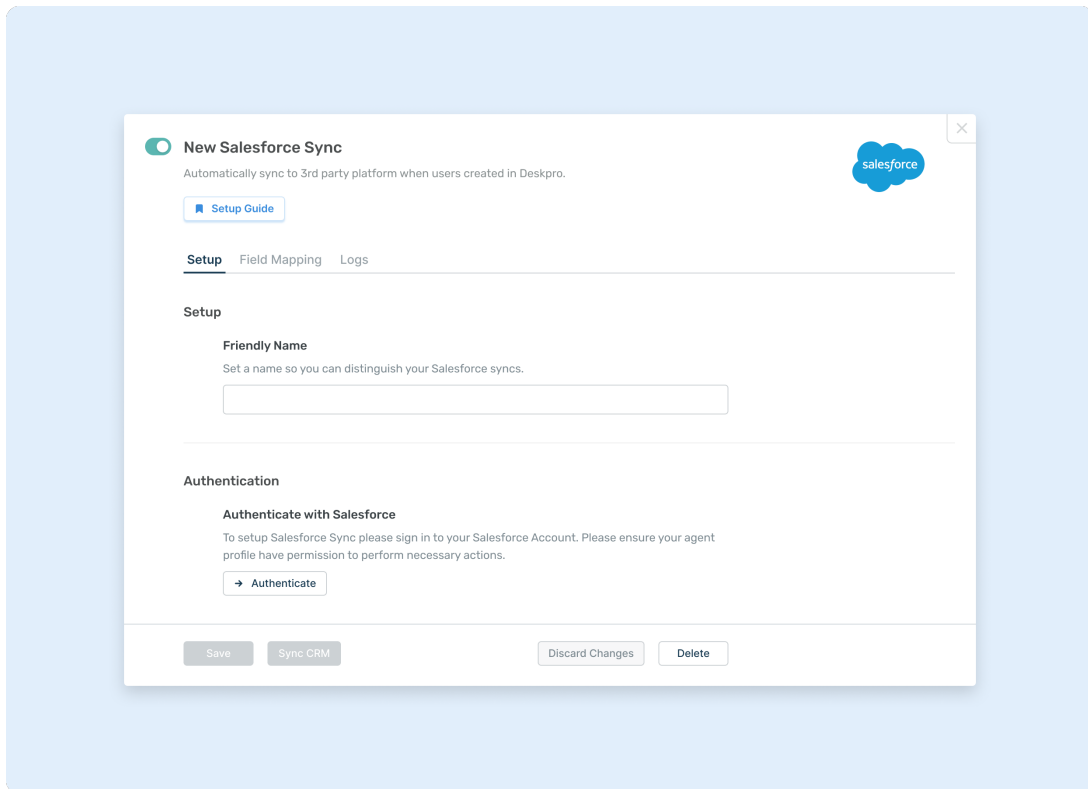 New Salesforce Sync
salesforce
Automatically sync to 3rd party platform when users created in Deskpro.
Setup Guide
Setup Field Mapping Logs
Setup
Friendly Name
Set a name so you can distinguish your Salesforce syncs.
Authentication
Authenticate with Salesforce
To setup Salesforce Sync please sign in to your Salesforce Account. Please ensure your agent
profile have permission to perform necessary actions.
Authenticate
Save Sync CRM Discard Changes Delete